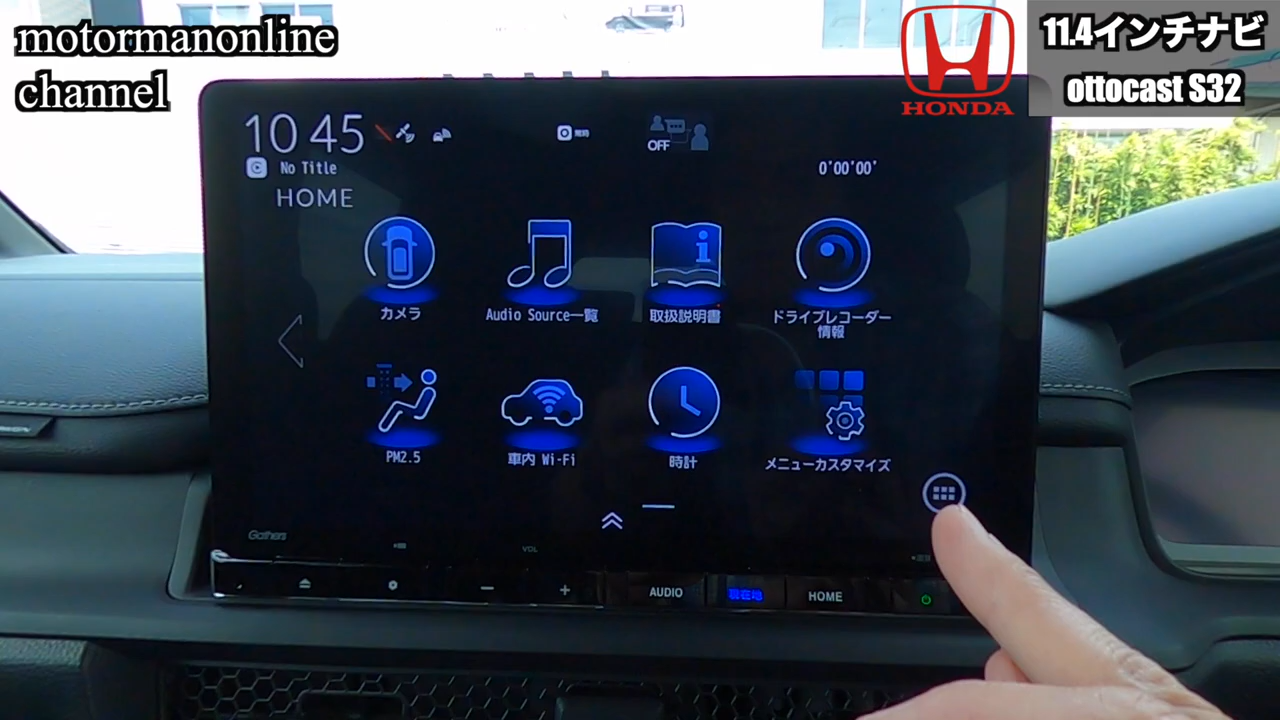 motormanonline
channel
HONDA
11.4インチナビ
ottocast S32
10 45
OFF
No Title
0'00'00"
HOME
カメラ
Audio Source一覧
取扱説明書
ドライブレコーダー
情報
PM2.5
車内 Wi-Fi
時計
メニューカスタマイズ
Gathers
VOL
AUDIO
現在地
HOME